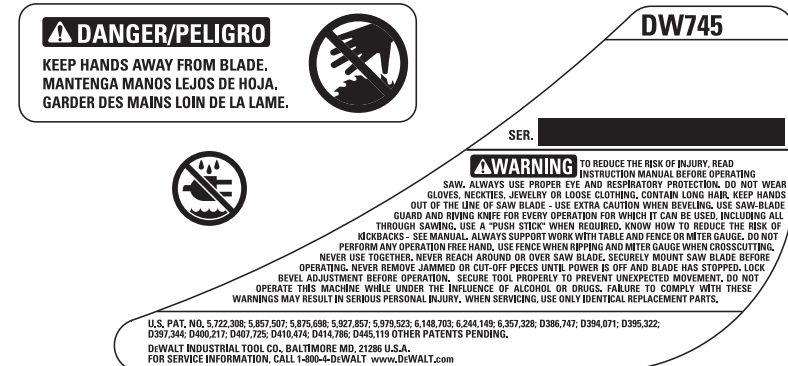 DANGER/PELIGRO
KEEP HANDS AWAY FROM BLADE.
MANTENGA MANOS LEJOS DE HOJA.
GARDER DES MAINS LOIN DE LA LAME.
DW745
SER.
WARNING TO REDUCE THE RISK OF INJURY, READ
INSTRUCTION MANUAL BEFORE OPERATING
SAW. ALWAYS USE PROPER EYE AND RESPIRATORY PROTECTION. DO NOT WEAR
GLOVES, NECKTIES, JEWELRY OR LOOSE CLOTHING. CONTAIN LONG HAIR. KEEP HANDS
OUT OF THE LINE OF SAW BLADE - USE EXTRA CAUTION WHEN BEVELING. USE SAW-BLADE
GUARD AND RIVING KNIFE FOR EVERY OPERATION FOR WHICH IT CAN BE USED, INCLUDING ALL
THROUGH SAWING. USE A "PUSH STICK" WHEN REQUIRED. KNOW HOW TO REDUCE THE RISK OF
KICKBACKS - SEE MANUAL. ALWAYS SUPPORT WORK WITH TABLE AND FENCE OR MITER GAUGE. DO NOT
PERFORM ANY OPERATION FREE HAND. USE FENCE WHEN RIPPING AND MITER GAUGE WHEN CROSSCUTTING.
NEVER USE TOGETHER. NEVER REACH AROUND OR OVER SAW BLADE. SECURELY MOUNT SAW BLADE BEFORE
OPERATING. NEVER REMOVE JAMMED OR CUT-OFF PIECES UNTIL POWER IS OFF AND BLADE HAS STOPPED. LOCK
BEVEL ADJUSTMENT BEFORE OPERATION. SECURE TOOL PROPERLY TO PREVENT UNEXPECTED MOVEMENT. DO NOT
OPERATE THIS MACHINE WHILE UNDER THE INFLUENCE OF ALCOHOL OR DRUGS. FAILURE TO COMPLY WITH THESE
WARNINGS MAY RESULT IN SERIOUS PERSONAL INJURY. WHEN SERVICING, USE ONLY IDENTICAL REPLACEMENT PARTS.
U.S. PAT. NO. 5,722,308; 5,857,507; 5,875,698; 5,927,857; 5,979,523; 6,148,703; 6,244,149; 6,357,328; D386,747; D394,071; D395,322;
D397,344; D400,217; D407,725; D410,474; D414,786; D445,119 OTHER PATENTS PENDING.
DEWALT INDUSTRIAL TOOL CO., BALTIMORE MD, 21286 U.S.A.
FOR SERVICE INFORMATION, CALL 1-800-4-DEWALT www.DEWALT.com